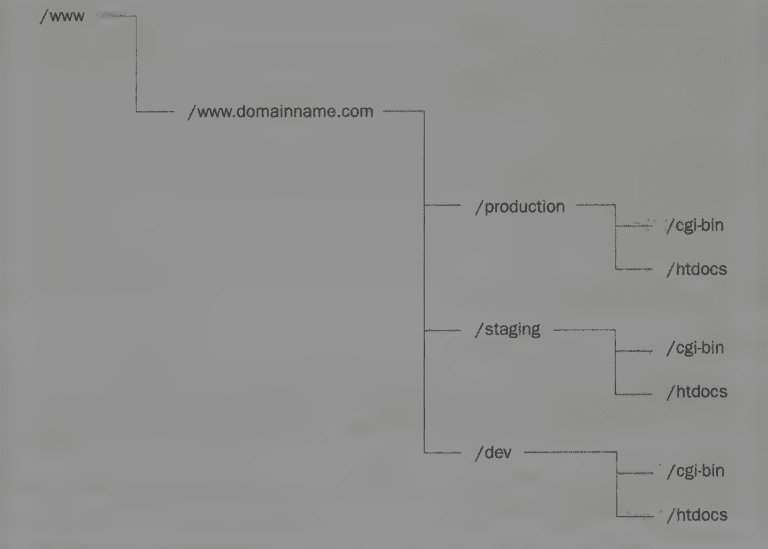 /www
/www.domainname.com
/production
/cgi-bin
/htdocs
/staging
/cgi-bin
/htdocs
/dev
/cgi-bin
/htdocs